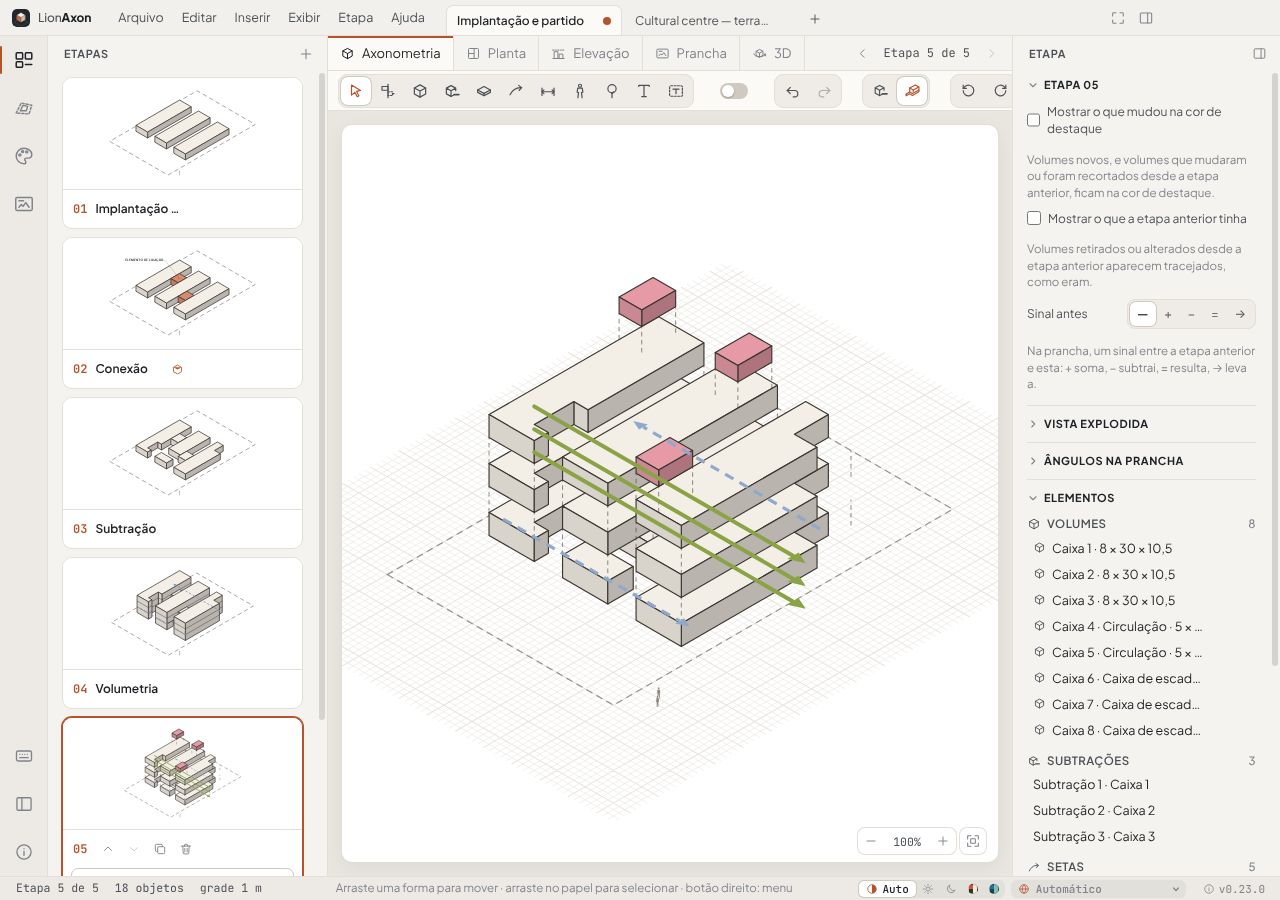 LionAxon
Arquivo
Editar
Inserir
Exibir
Etapa
Ajuda
Implantação e partido
Cultural centre — terra…
ETAPAS
Axonometria
Planta
Elevação
Prancha
3D
Etapa 5 de 5
ETAPA
01 Implantação …
ELEMENTO DE LIGAÇÃO
02 Conexão
03 Subtração
04 Volumetria
05
100%
ETAPA 05
Mostrar o que mudou na cor de
destaque
Volumes novos, e volumes que mudaram
ou foram recortados desde a etapa
anterior, ficam na cor de destaque.
Mostrar o que a etapa anterior tinha
Volumes retirados ou alterados desde a
etapa anterior aparecem tracejados,
como eram.
Sinal antes
— + − = →
Na prancha, um sinal entre a etapa anterior
e esta: + soma, − subtrai, = resulta, → leva
a.
VISTA EXPLODIDA
ÂNGULOS NA PRANCHA
ELEMENTOS
VOLUMES 8
Caixa 1 · 8 × 30 × 10,5
Caixa 2 · 8 × 30 × 10,5
Caixa 3 · 8 × 30 × 10,5
Caixa 4 · Circulação · 5 × …
Caixa 5 · Circulação · 5 × …
Caixa 6 · Caixa de escad…
Caixa 7 · Caixa de escad…
Caixa 8 · Caixa de escad…
SUBTRAÇÕES 3
Subtração 1 · Caixa 1
Subtração 2 · Caixa 2
Subtração 3 · Caixa 3
SETAS 5
Etapa 5 de 5
18 objetos
grade 1 m
Arraste uma forma para mover · arraste no papel para selecionar · botão direito: menu
Auto
Automático
v0.23.0